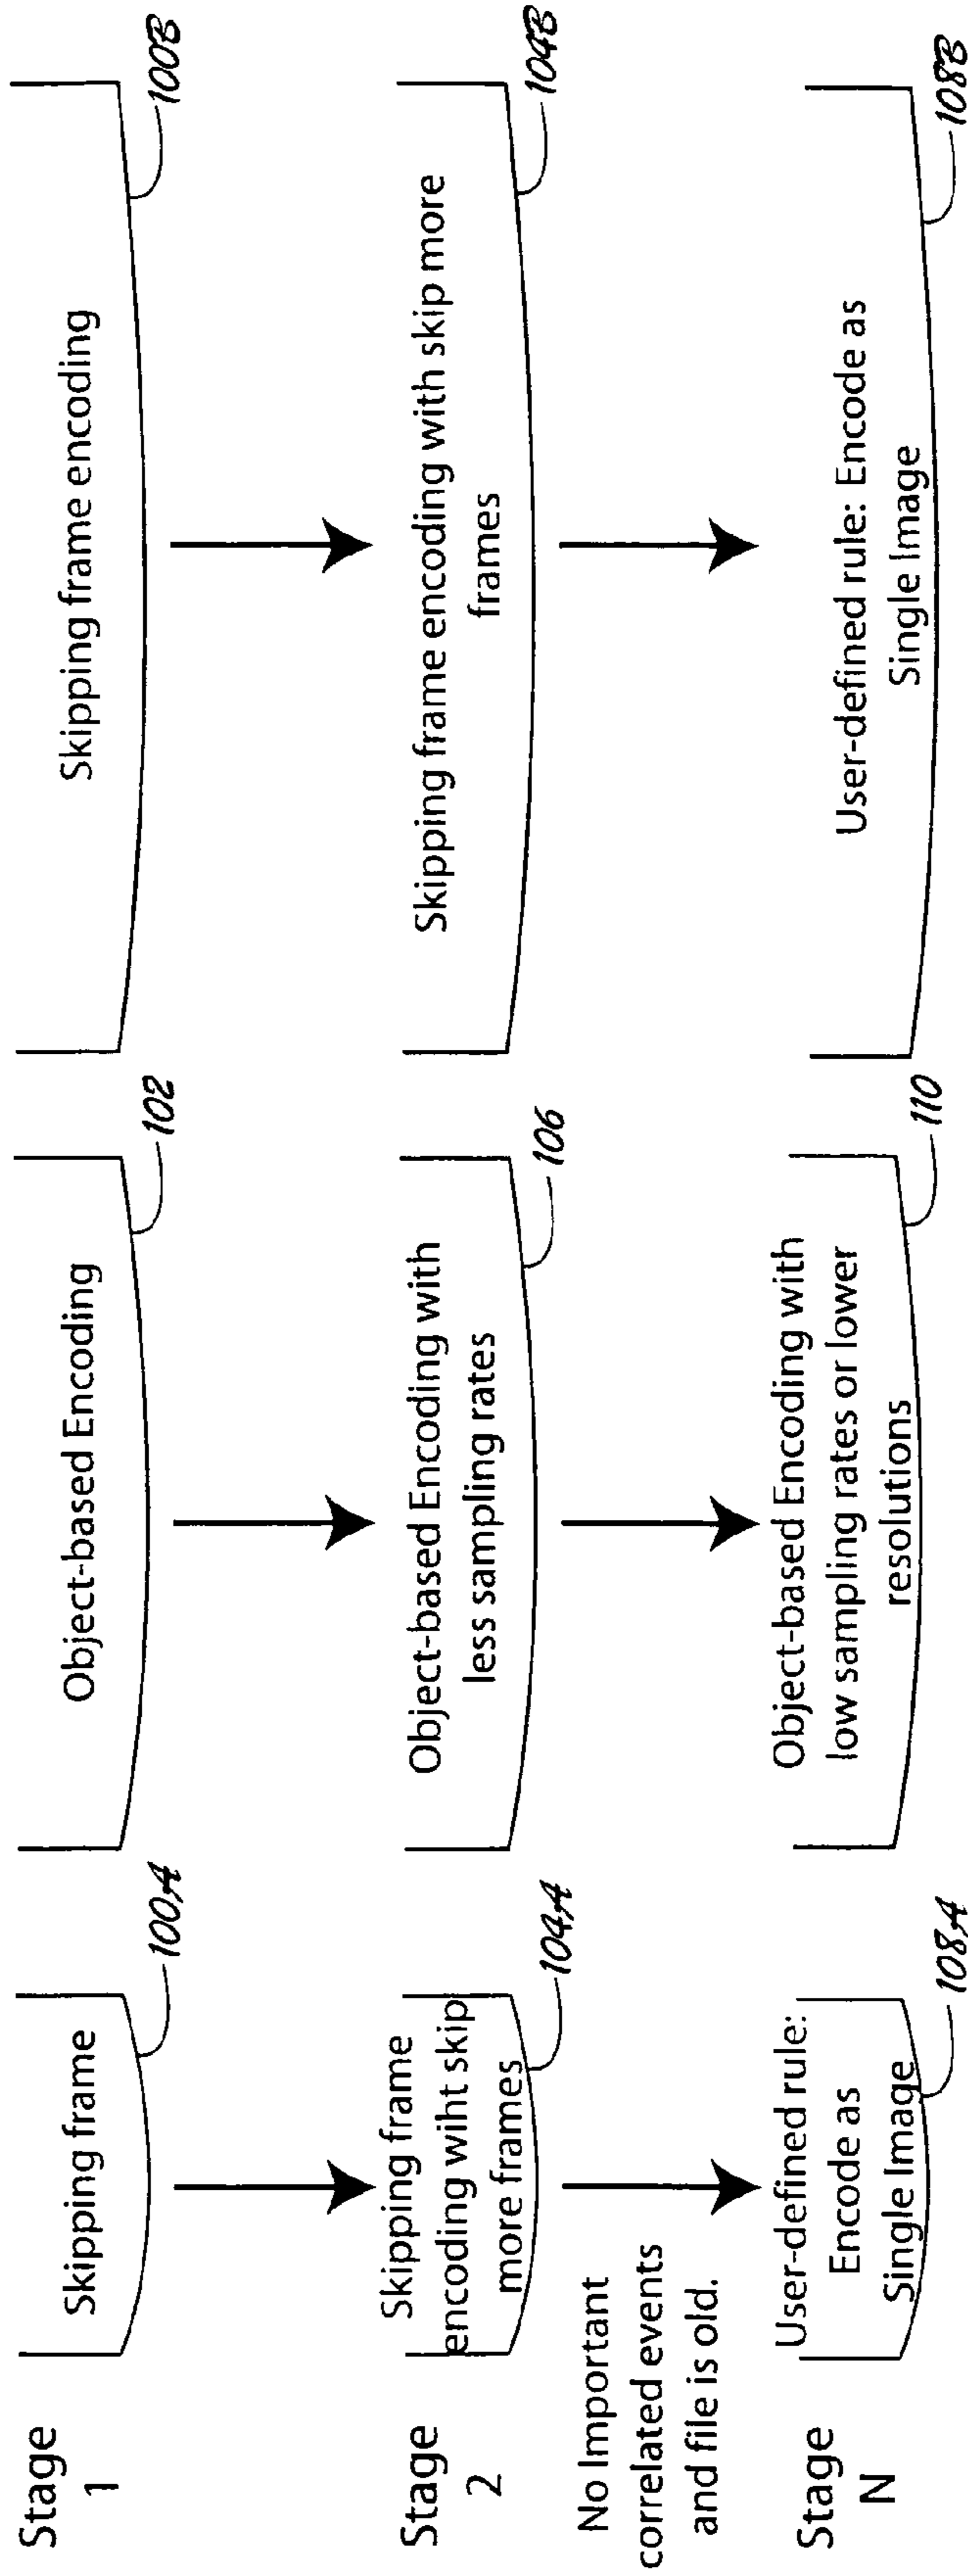 Stage
1
Skipping frame
100A
Object-based Encoding
102
Skipping frame encoding
100B
Stage
2
Skipping frame
encoding wiht skip
more frames
104A
Object-based Encoding with
less sampling rates
106
Skipping frame encoding with skip more
frames
104B
No Important
correlated events
and file is old.
Stage
N
User-defined rule:
Encode as
Single Image
108A
Object-based Encoding with
low sampling rates or lower
resolutions
110
User-defined rule: Encode as
Single Image
108B